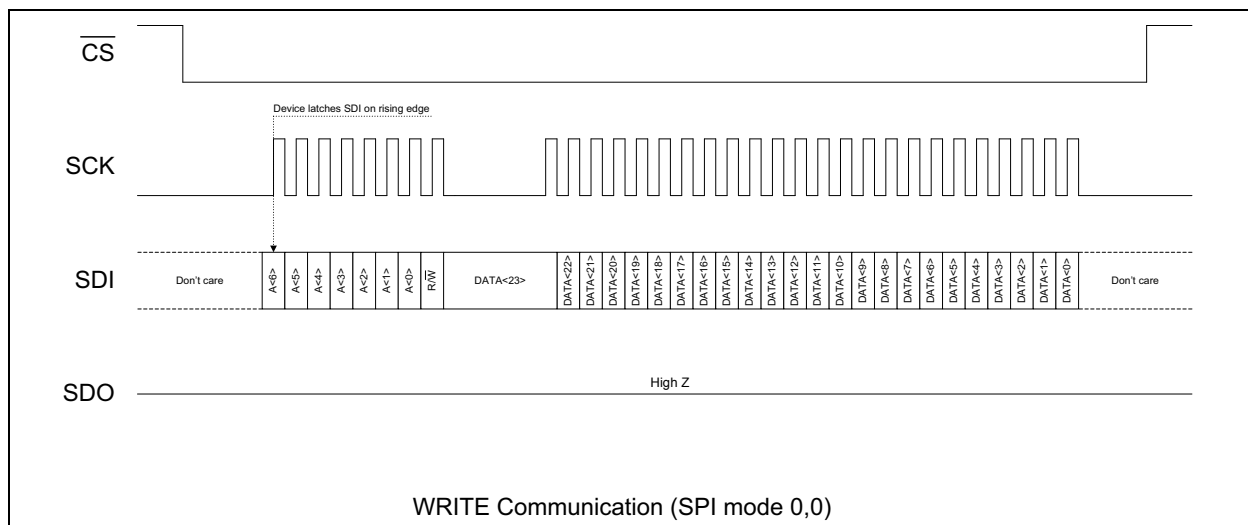 CS
Device latches SDI on rising edge
SCK
SDI
Don't care
A<6>
A<5>
A<4>
A<3>
A<2>
A<1>
A<0>
R/W
DATA<23>
DATA<22>
DATA<21>
DATA<20>
DATA<19>
DATA<18>
DATA<17>
DATA<16>
DATA<15>
DATA<14>
DATA<13>
DATA<12>
DATA<11>
DATA<10>
DATA<9>
DATA<8>
DATA<7>
DATA<6>
DATA<5>
DATA<4>
DATA<3>
DATA<2>
DATA<1>
DATA<0>
Don't care
High Z
SDO
WRITE Communication (SPI mode 0,0)